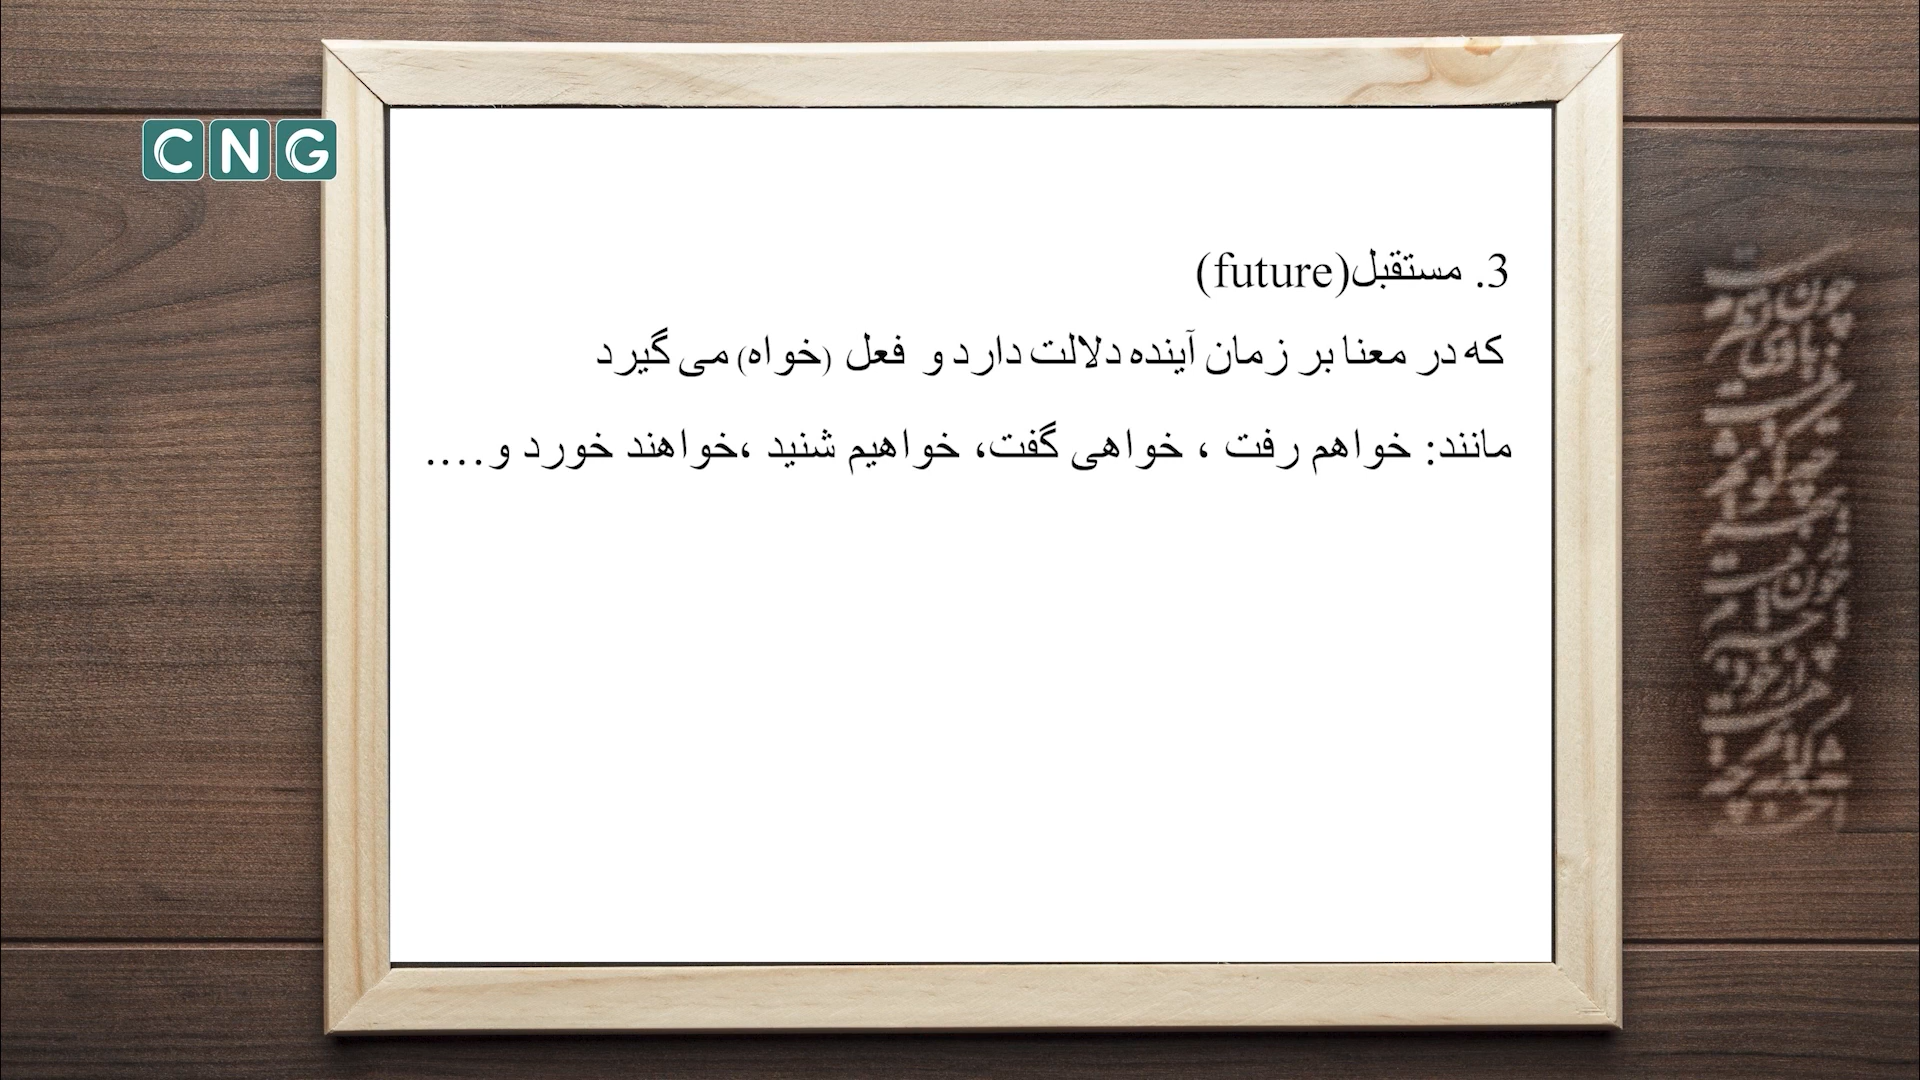 CNG
3. مستقبل(future)
که در معنا بر زمان آینده دلالت دارد و فعل (خواه) می گیرد
مانند: خواهم رفت ، خواهی گفت، خواهیم شنید ،خواهند خورد و....